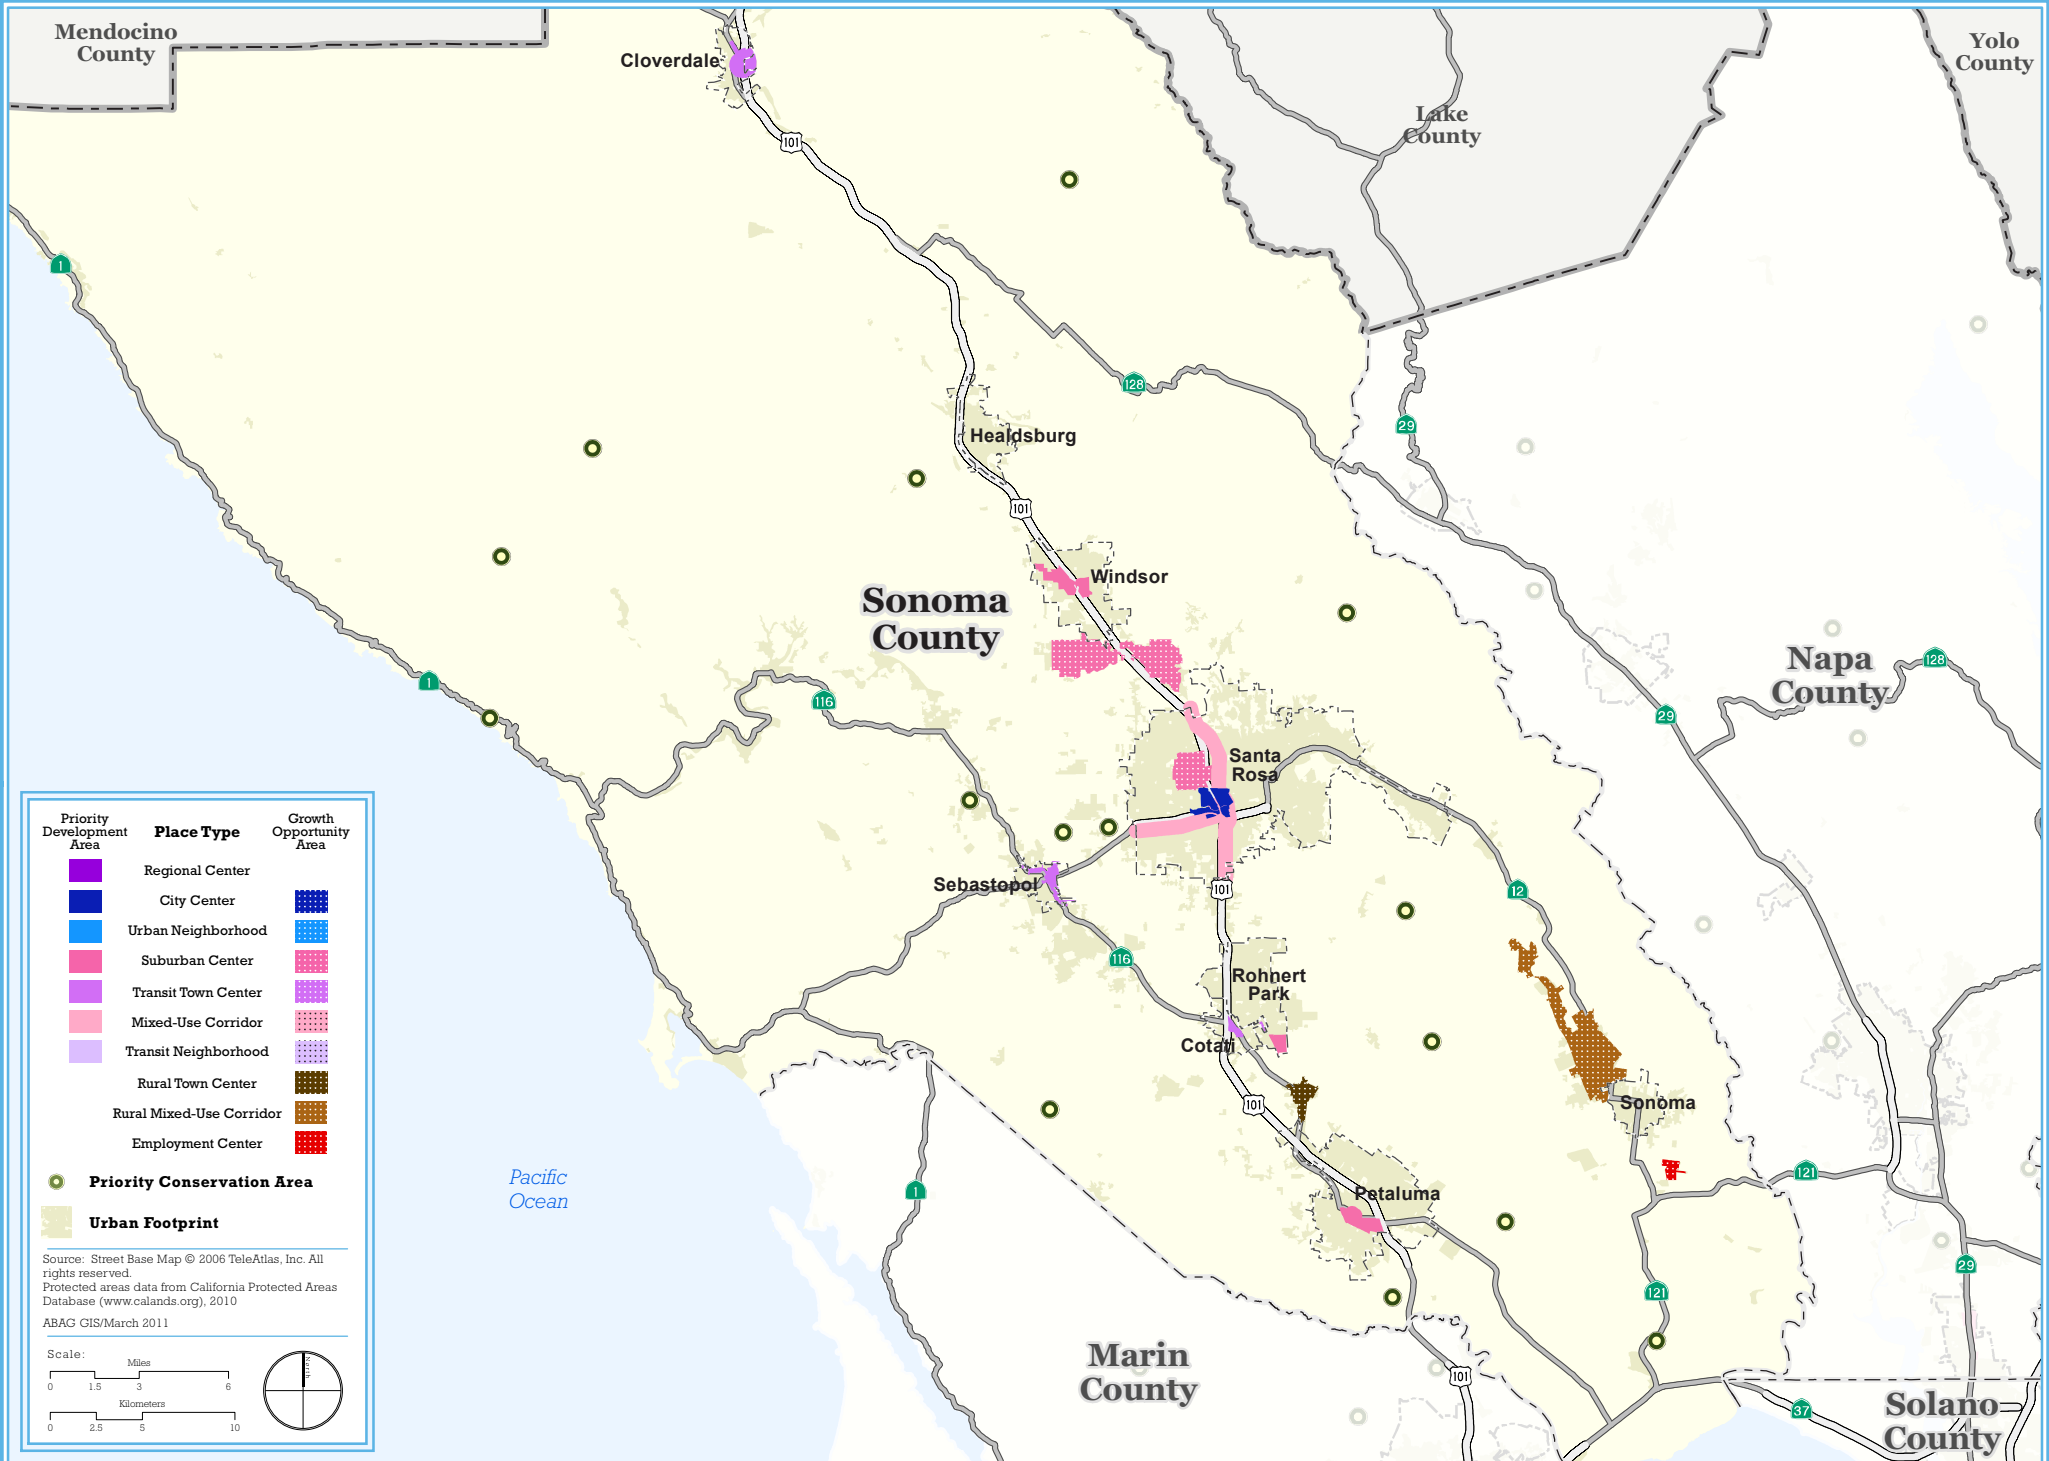 Mendocino
County
Yolo
County
Cloverdale
Lake
County
101
1
128
29
Healdsburg
101
Windsor
Sonoma
County
Napa
County
128
1
116
29
Santa
Rosa
Sebastopol
101
12
116
Rohnert
Park
Cotati
101
Sonoma
121
Petaluma
1
29
121
Pacific
Ocean
Marin
County
101
37
Solano
County
Priority
Development
Area
Place Type
Growth
Opportunity
Area
Regional Center
City Center
Urban Neighborhood
Suburban Center
Transit Town Center
Mixed-Use Corridor
Transit Neighborhood
Rural Town Center
Rural Mixed-Use Corridor
Employment Center
Priority Conservation Area
Urban Footprint
Source: Street Base Map © 2006 TeleAtlas, Inc. All
rights reserved.
Protected areas data from California Protected Areas
Database (www.calands.org), 2010
ABAG GIS/March 2011
Scale:
Miles
0 1.5 3 6
Kilometers
0 2.5 5 10
North